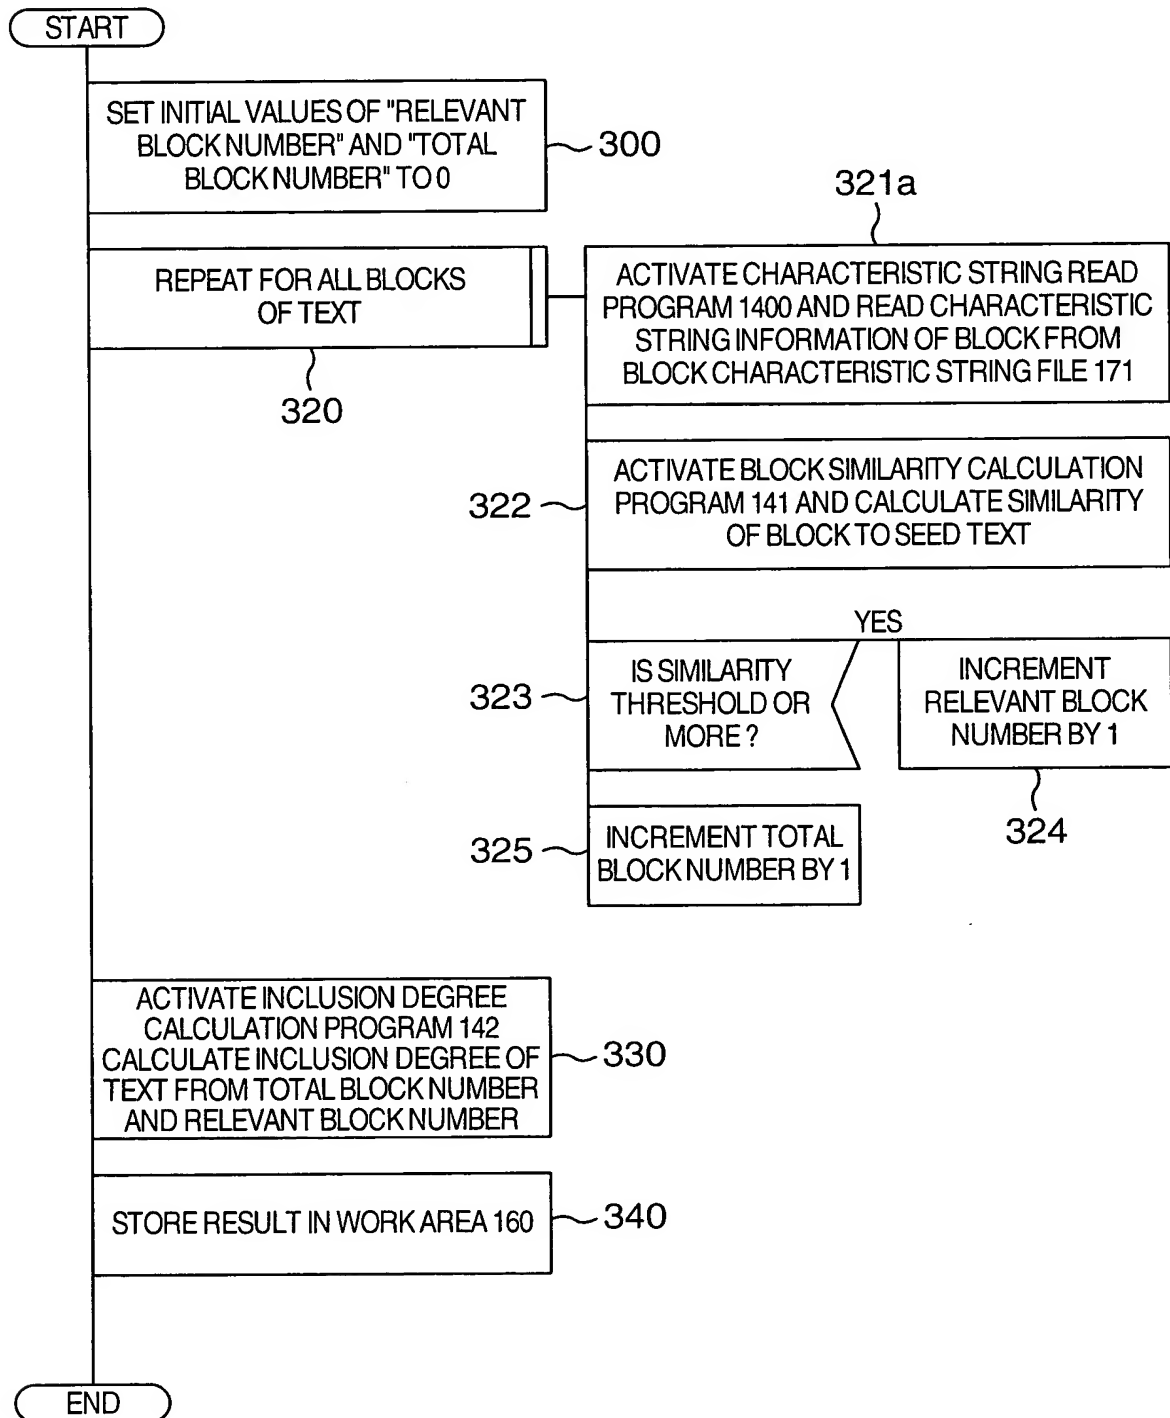 START
SET INITIAL VALUES OF "RELEVANT
BLOCK NUMBER" AND "TOTAL
BLOCK NUMBER" TO 0
300
321a
REPEAT FOR ALL BLOCKS
OF TEXT
320
ACTIVATE CHARACTERISTIC STRING READ
PROGRAM 1400 AND READ CHARACTERISTIC
STRING INFORMATION OF BLOCK FROM
BLOCK CHARACTERISTIC STRING FILE 171
322
ACTIVATE BLOCK SIMILARITY CALCULATION
PROGRAM 141 AND CALCULATE SIMILARITY
OF BLOCK TO SEED TEXT
YES
323
IS SIMILARITY
THRESHOLD OR
MORE ?
INCREMENT
RELEVANT BLOCK
NUMBER BY 1
324
325
INCREMENT TOTAL
BLOCK NUMBER BY 1
ACTIVATE INCLUSION DEGREE
CALCULATION PROGRAM 142
CALCULATE INCLUSION DEGREE OF
TEXT FROM TOTAL BLOCK NUMBER
AND RELEVANT BLOCK NUMBER
330
STORE RESULT IN WORK AREA 160
340
END